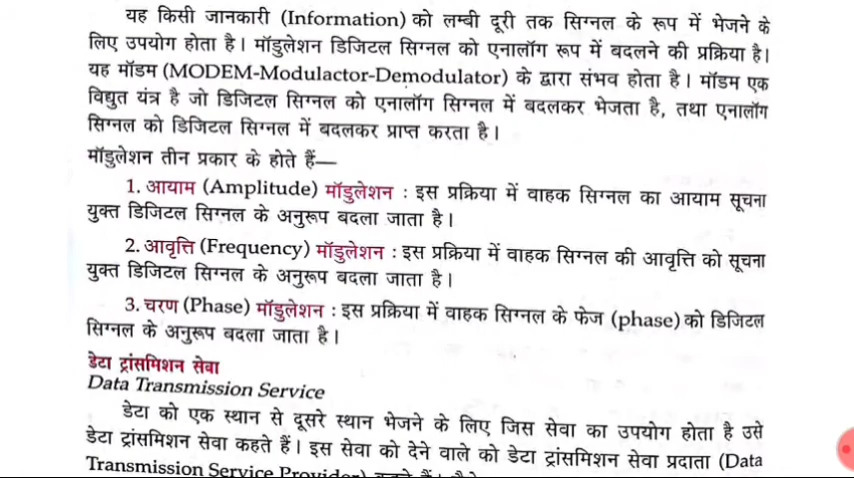 यह किसी जानकारी (Information) को लम्बी दूरी तक सिग्नल के रूप में भेजने के
लिए उपयोग होता है। मॉडुलेशन डिजिटल सिग्नल को एनालॉग रूप में बदलने की प्रक्रिया है।
यह मॉडम (MODEM-Modulactor-Demodulator) के द्वारा संभव होता है। मॉडम एक
विद्युत यंत्र है जो डिजिटल सिग्नल को एनालॉग सिग्नल में बदलकर भेजता है, तथा एनालॉग
सिग्नल को डिजिटल सिग्नल में बदलकर प्राप्त करता है।
मॉडुलेशन तीन प्रकार के होते हैं—
1. आयाम (Amplitude) मॉडुलेशन : इस प्रक्रिया में वाहक सिग्नल का आयाम सूचना
युक्त डिजिटल सिग्नल के अनुरूप बदला जाता है।
2. आवृत्ति (Frequency) मॉडुलेशन : इस प्रक्रिया में वाहक सिग्नल की आवृत्ति को सूचना
युक्त डिजिटल सिग्नल के अनुरूप बदला जाता है।
3. चरण (Phase) मॉडुलेशन : इस प्रक्रिया में वाहक सिग्नल के फेज (phase) को डिजिटल
सिग्नल के अनुरूप बदला जाता है।
डेटा ट्रांसमिशन सेवा
Data Transmission Service
डेटा को एक स्थान से दूसरे स्थान भेजने के लिए जिस सेवा का उपयोग होता है उसे
डेटा ट्रांसमिशन सेवा कहते हैं। इस सेवा को देने वाले को डेटा ट्रांसमिशन सेवा प्रदाता (Data
Transmission Service Provider)